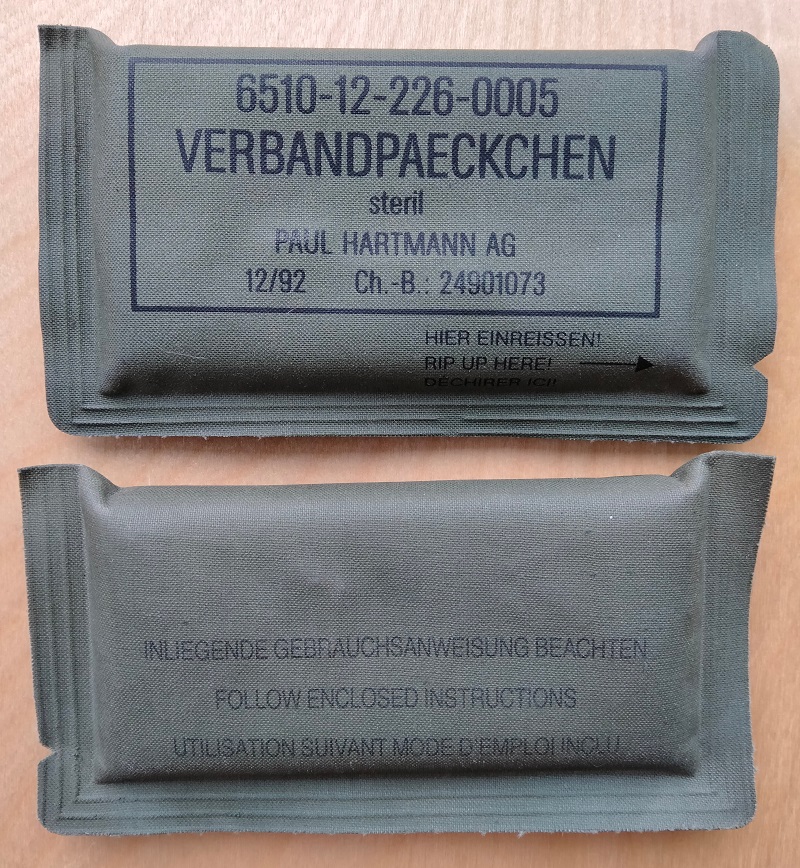 6510-12-226-0005
VERBANDPAECKCHEN
steril
PAUL HARTMANN AG
12/92 Ch.-B.: 24901073
HIER EINREISSEN!
RIP UP HERE!
DÉCHIRER ICI!
INLIEGENDE GEBRAUCHSANWEISUNG BEACHTEN
FOLLOW ENCLOSED INSTRUCTIONS
UTILISATION SUIVANT MODE D'EMPLOI INCLU